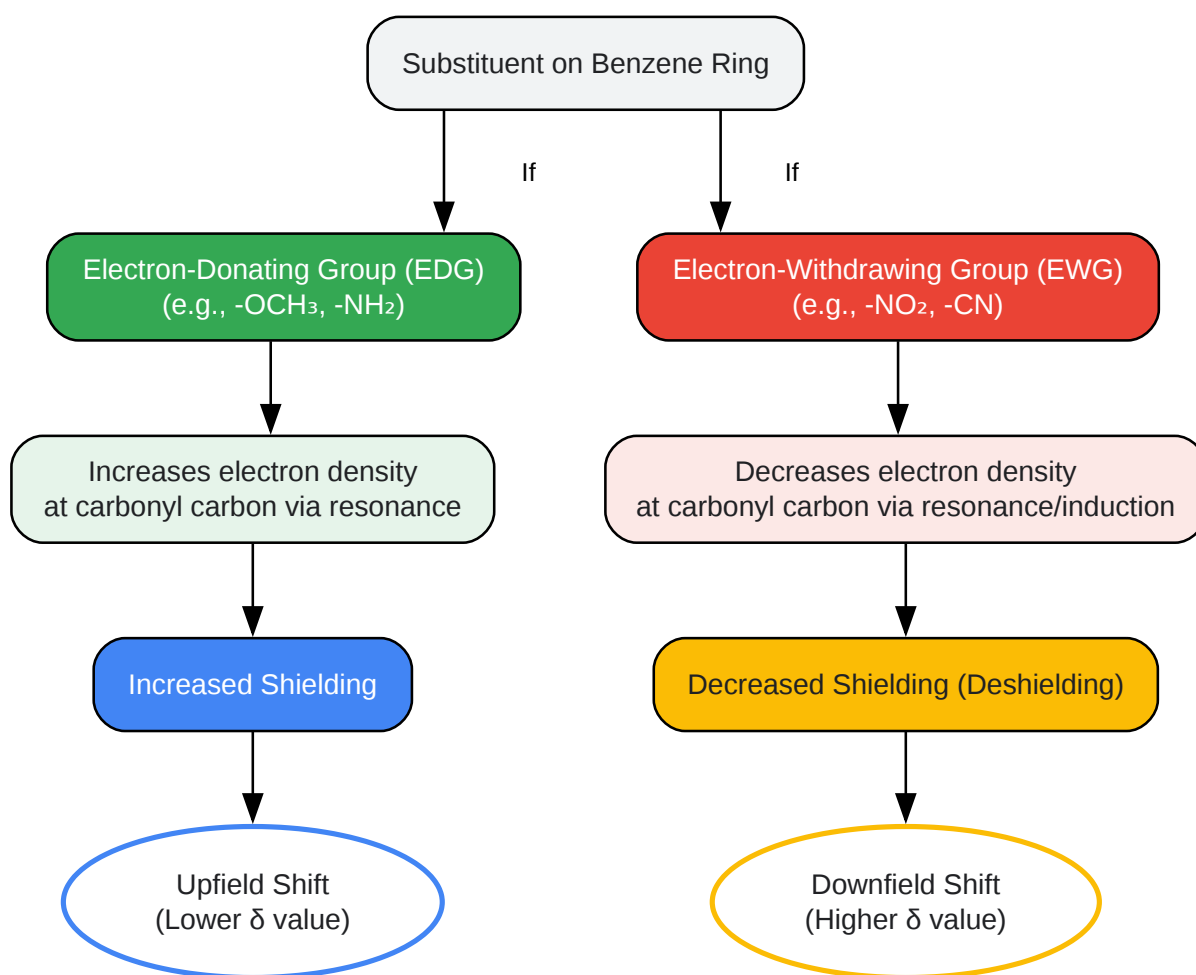 Substituent on Benzene Ring
If
If
Electron-Donating Group (EDG)
(e.g., -OCH₃, -NH₂)
Electron-Withdrawing Group (EWG)
(e.g., -NO₂, -CN)
Increases electron density
at carbonyl carbon via resonance
Decreases electron density
at carbonyl carbon via resonance/induction
Increased Shielding
Decreased Shielding (Deshielding)
Upfield Shift
(Lower δ value)
Downfield Shift
(Higher δ value)